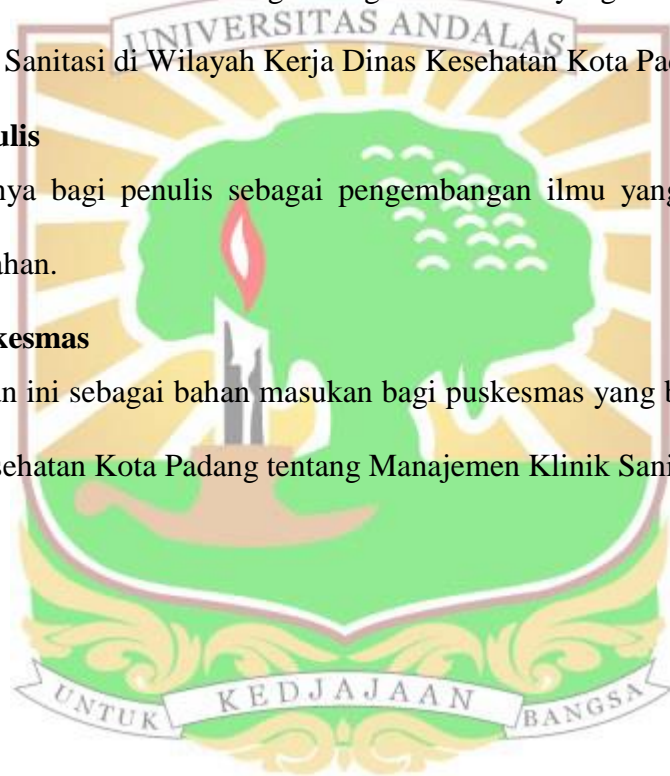 UNIVERSITAS ANDALAS
Sanitasi di Wilayah Kerja Dinas Kesehatan Kota
ulis
nya bagi penulis sebagai pengembangan ilmu yang
ahan.
kesmas
an ini sebagai bahan masukan bagi puskesmas yang
sehatan Kota Padang tentang Manajemen Klinik Sani
UNTUK KEDJAJAAN BANGSA